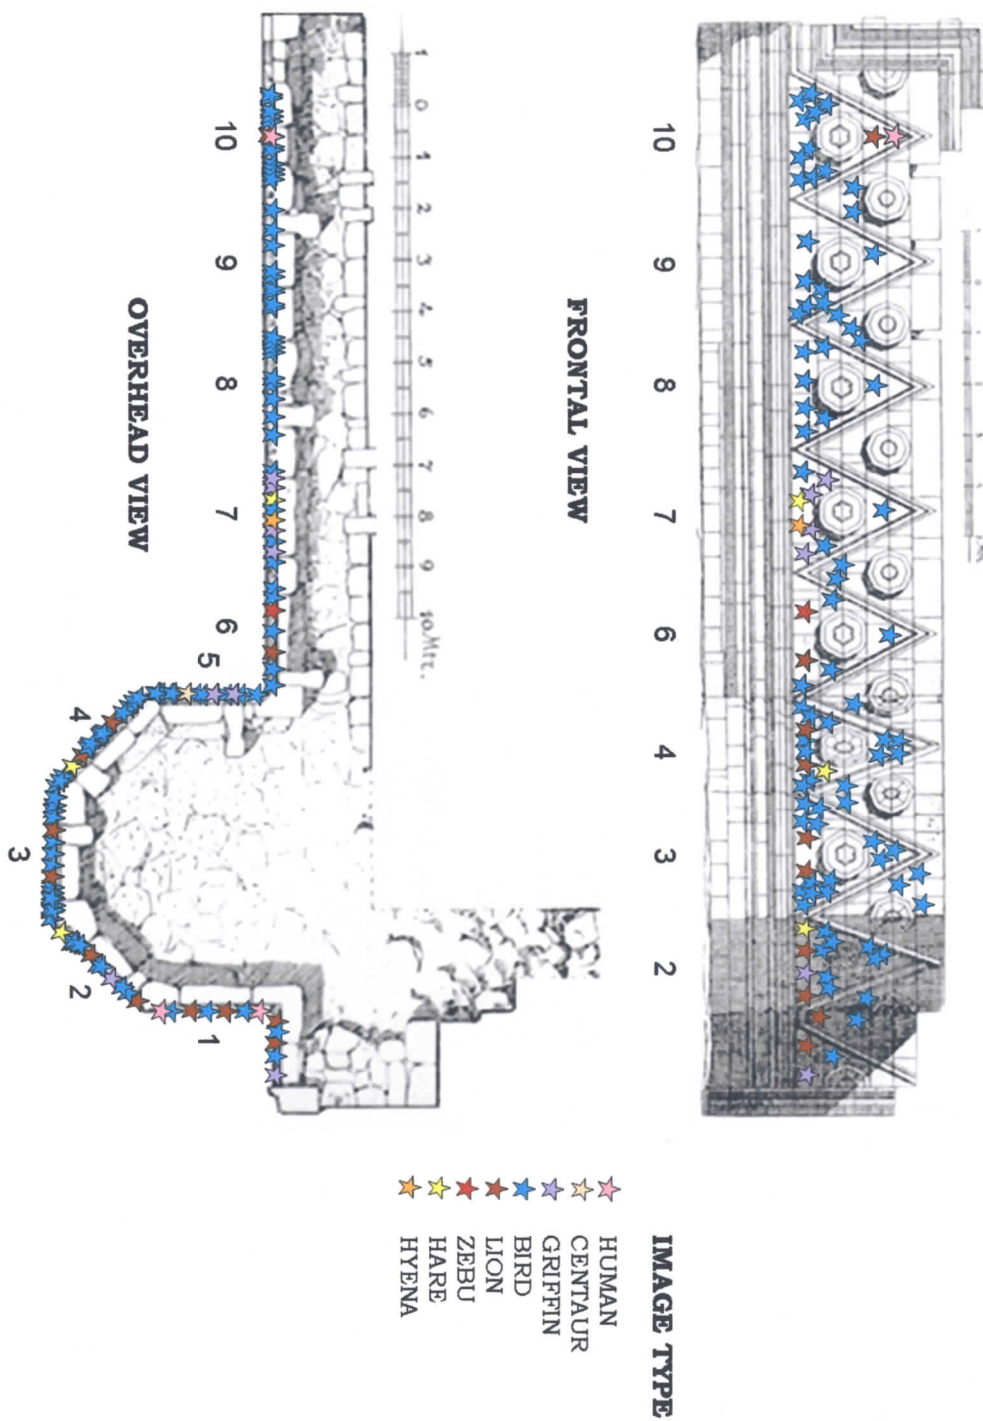 10 9 8 7 6 4 3 2
FRONTAL VIEW
1 0 1 2 3 4 5 6 7 8 9 10 Mtr.
10 9 8 7 6
5
1
OVERHEAD VIEW
4
2
3
IMAGE TYPE
HUMAN
CENTAUR
GRIFFIN
BIRD
LION
ZEBU
HARE
HYENA